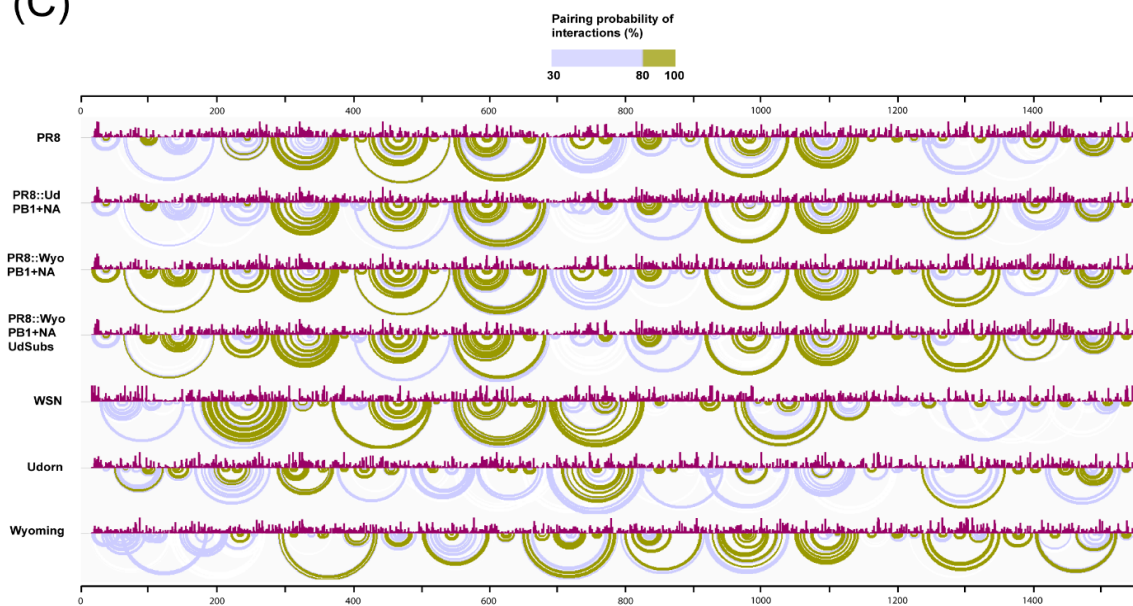 (C)
Pairing probability of
interactions (%)
30 80 100
0 200 400 600 800 1000 1200 1400
PR8
PR8::Ud
PB1+NA
PR8::Wyo
PB1+NA
PR8::Wyo
PB1+NA
UdSubs
WSN
Udorn
Wyoming
0 200 400 600 800 1000 1200 1400